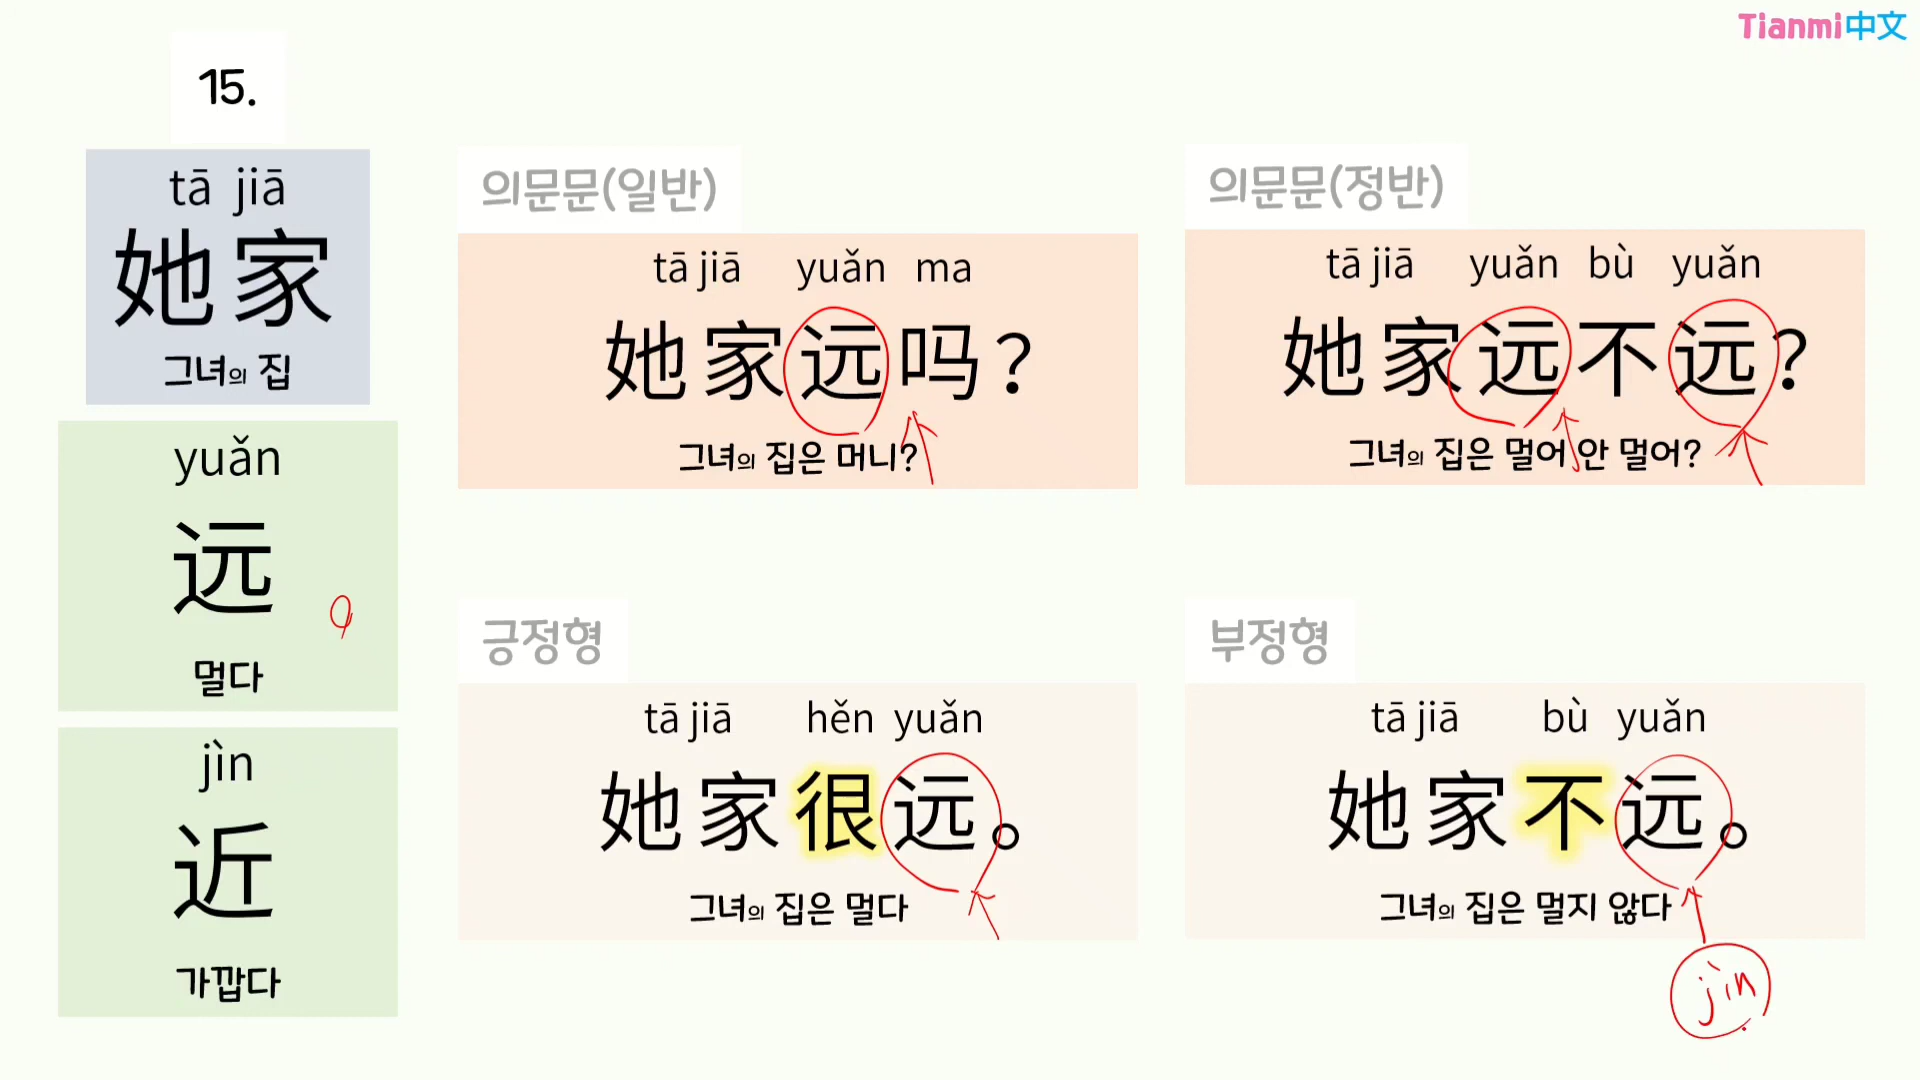 Tianmi中文
15.
tā jiā
她家
그녀의 집
yuǎn
远
멀다
jìn
近
가깝다
의문문(일반)
tā jiā yuǎn ma
她家远吗?
그녀의 집은 머니?
의문문(정반)
tā jiā yuǎn bù yuǎn
她家远不远?
그녀의 집은 멀어 안 멀어?
긍정형
tā jiā hěn yuǎn
她家很远。
그녀의 집은 멀다
부정형
tā jiā bù yuǎn
她家不远。
그녀의 집은 멀지 않다
jìn